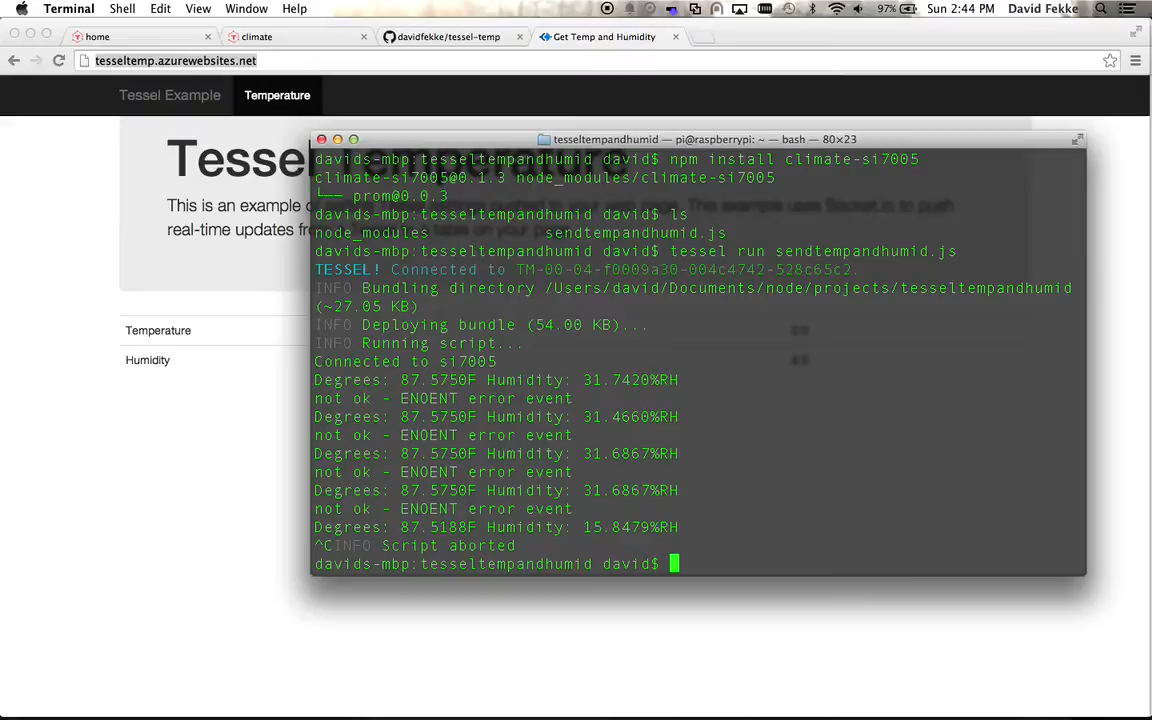 Terminal Shell Edit View Window Help 97% Sun 2:44 PM David Fekke
home climate davidfekke/tessel-temp Get Temp and Humidity
tesseltemp.azurewebsites.net
Tessel Example Temperature
tesseltempandhumid — pi@raspberrypi: ~ — bash — 80×23
davids-mbp:tesseltempandhumid david$ npm install climate-si7005
climate-si7005@0.1.3 node_modules/climate-si7005
└── prom@0.0.3
davids-mbp:tesseltempandhumid david$ ls
node_modules sendtempandhumid.js
davids-mbp:tesseltempandhumid david$ tessel run sendtempandhumid.js
TESSEL! Connected to TM-00-04-f0009a30-004c4742-528c65c2.
INFO Bundling directory /Users/david/Documents/node/projects/tesseltempandhumid
(~27.05 KB)
INFO Deploying bundle (54.00 KB)...
INFO Running script...
Connected to si7005
Degrees: 87.5750F Humidity: 31.7420%RH
not ok - ENOENT error event
Degrees: 87.5750F Humidity: 31.4660%RH
not ok - ENOENT error event
Degrees: 87.5750F Humidity: 31.6867%RH
not ok - ENOENT error event
Degrees: 87.5750F Humidity: 31.6867%RH
not ok - ENOENT error event
Degrees: 87.5188F Humidity: 15.8479%RH
^CINFO Script aborted
davids-mbp:tesseltempandhumid david$
Tessel Temperature
This is an example push real-time updates from
Temperature
Humidity